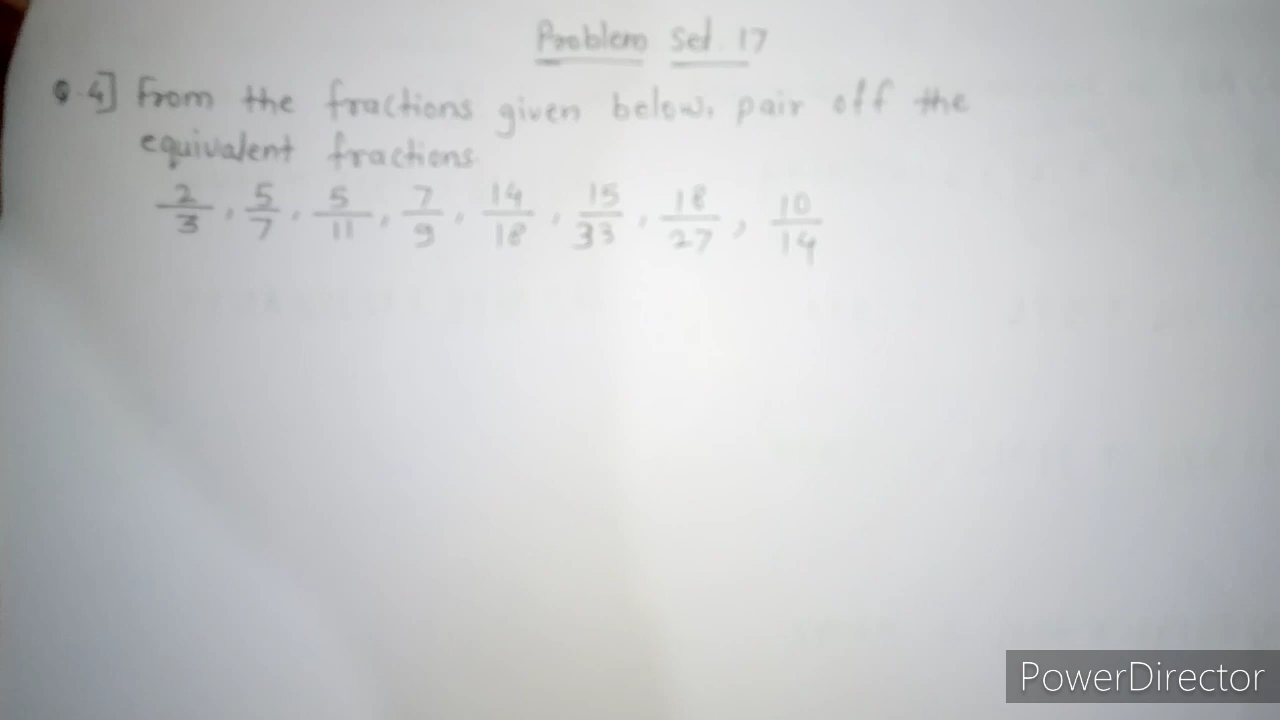 Problem Set 17
Q.4] From the fractions given below, pair off the
equivalent fractions.
2/3, 5/7, 5/11, 7/9, 14/18, 15/33, 18/27, 10/14
PowerDirector